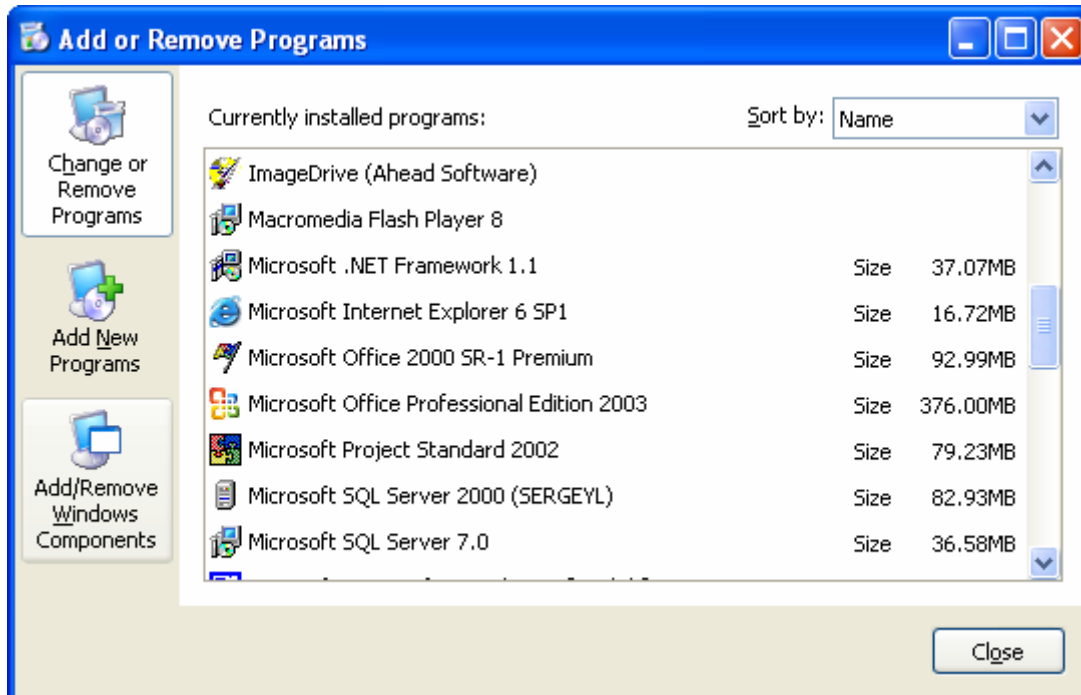 Add or Remove Programs
Change or
Remove
Programs
Add New
Programs
Add/Remove
Windows
Components
Currently installed programs:
Sort by: Name
ImageDrive (Ahead Software)
Macromedia Flash Player 8
Microsoft .NET Framework 1.1 Size 37.07MB
Microsoft Internet Explorer 6 SP1 Size 16.72MB
Microsoft Office 2000 SR-1 Premium Size 92.99MB
Microsoft Office Professional Edition 2003 Size 376.00MB
Microsoft Project Standard 2002 Size 79.23MB
Microsoft SQL Server 2000 (SERGEYL) Size 82.93MB
Microsoft SQL Server 7.0 Size 36.58MB
Close